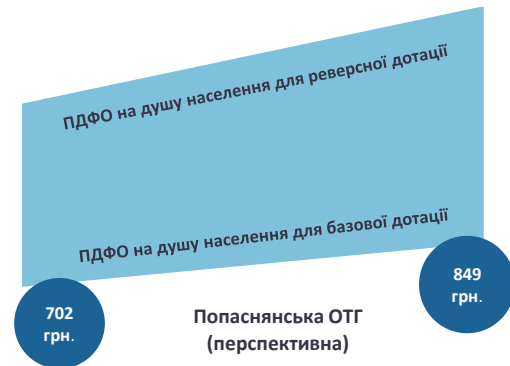 ПДФО на душу населення для реверсної дотації
ПДФО на душу населення для базової дотації
702
грн.
849
грн.
Попаснянська ОТГ
(перспективна)